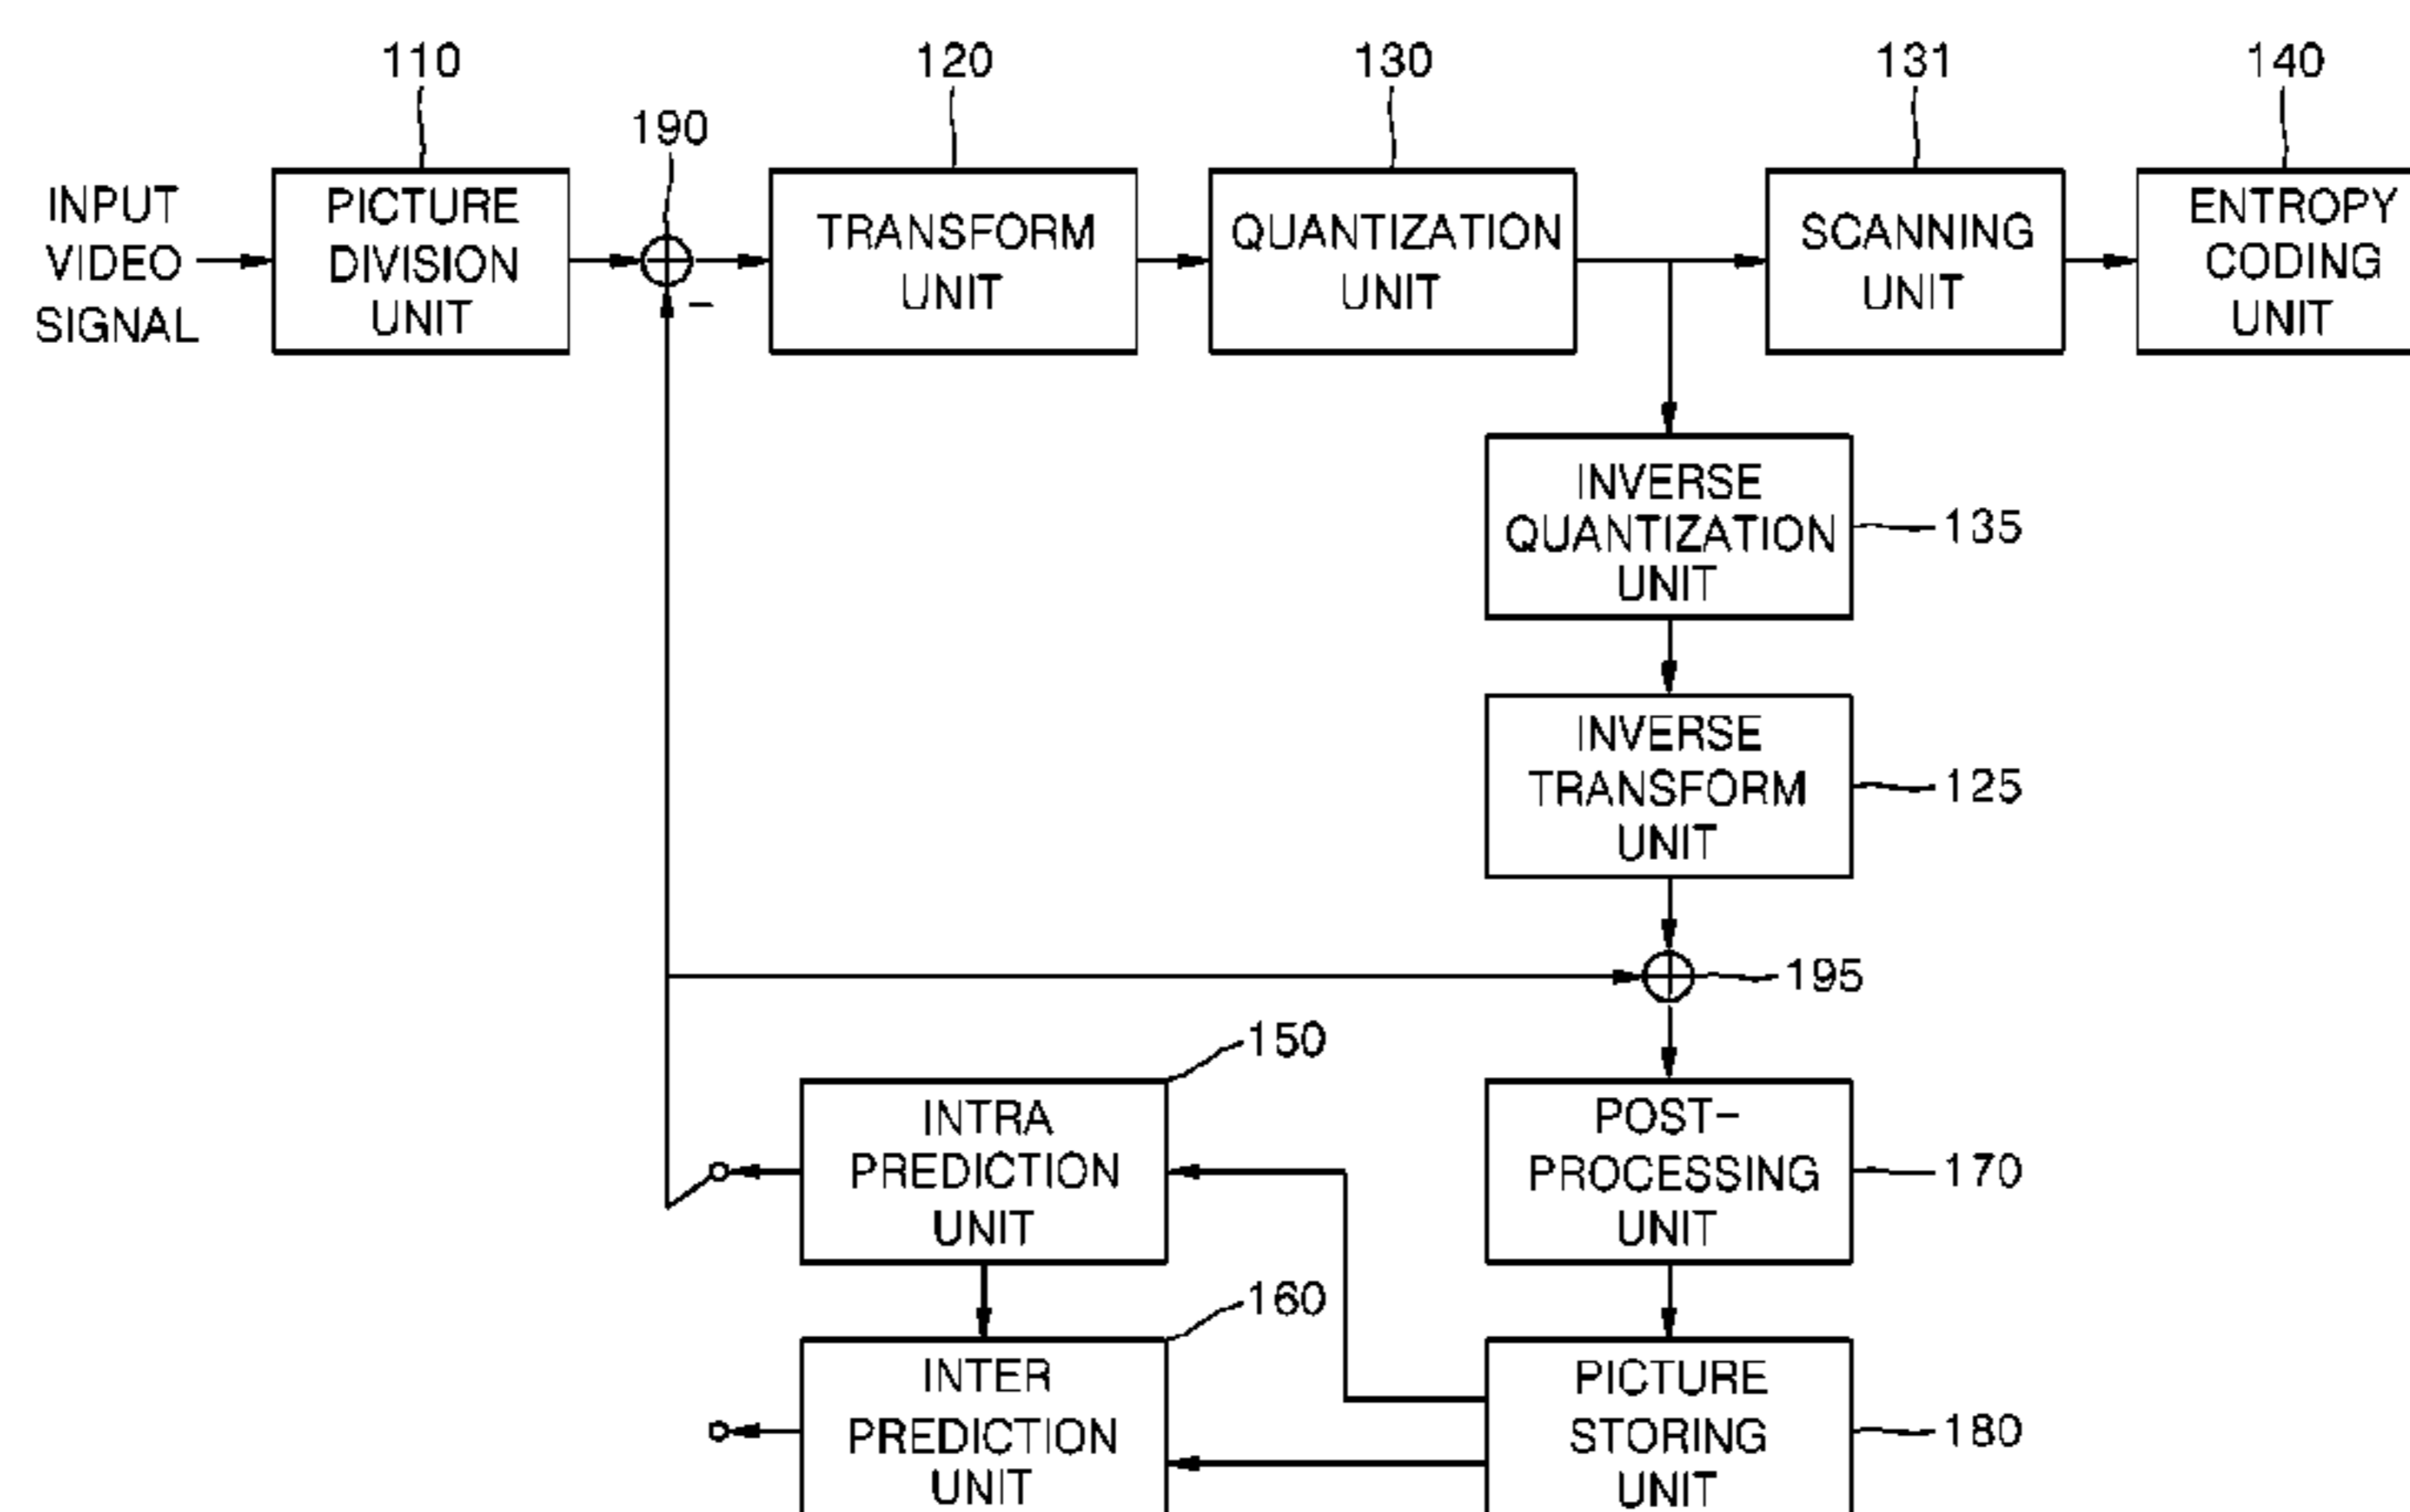 110
120
130
131
140
190
INPUT
VIDEO
SIGNAL
PICTURE
DIVISION
UNIT
TRANSFORM
UNIT
QUANTIZATION
UNIT
SCANNING
UNIT
ENTROPY
CODING
UNIT
−
INVERSE
QUANTIZATION
UNIT
135
INVERSE
TRANSFORM
UNIT
125
195
150
INTRA
PREDICTION
UNIT
POST−
PROCESSING
UNIT
170
160
INTER
PREDICTION
UNIT
PICTURE
STORING
UNIT
180